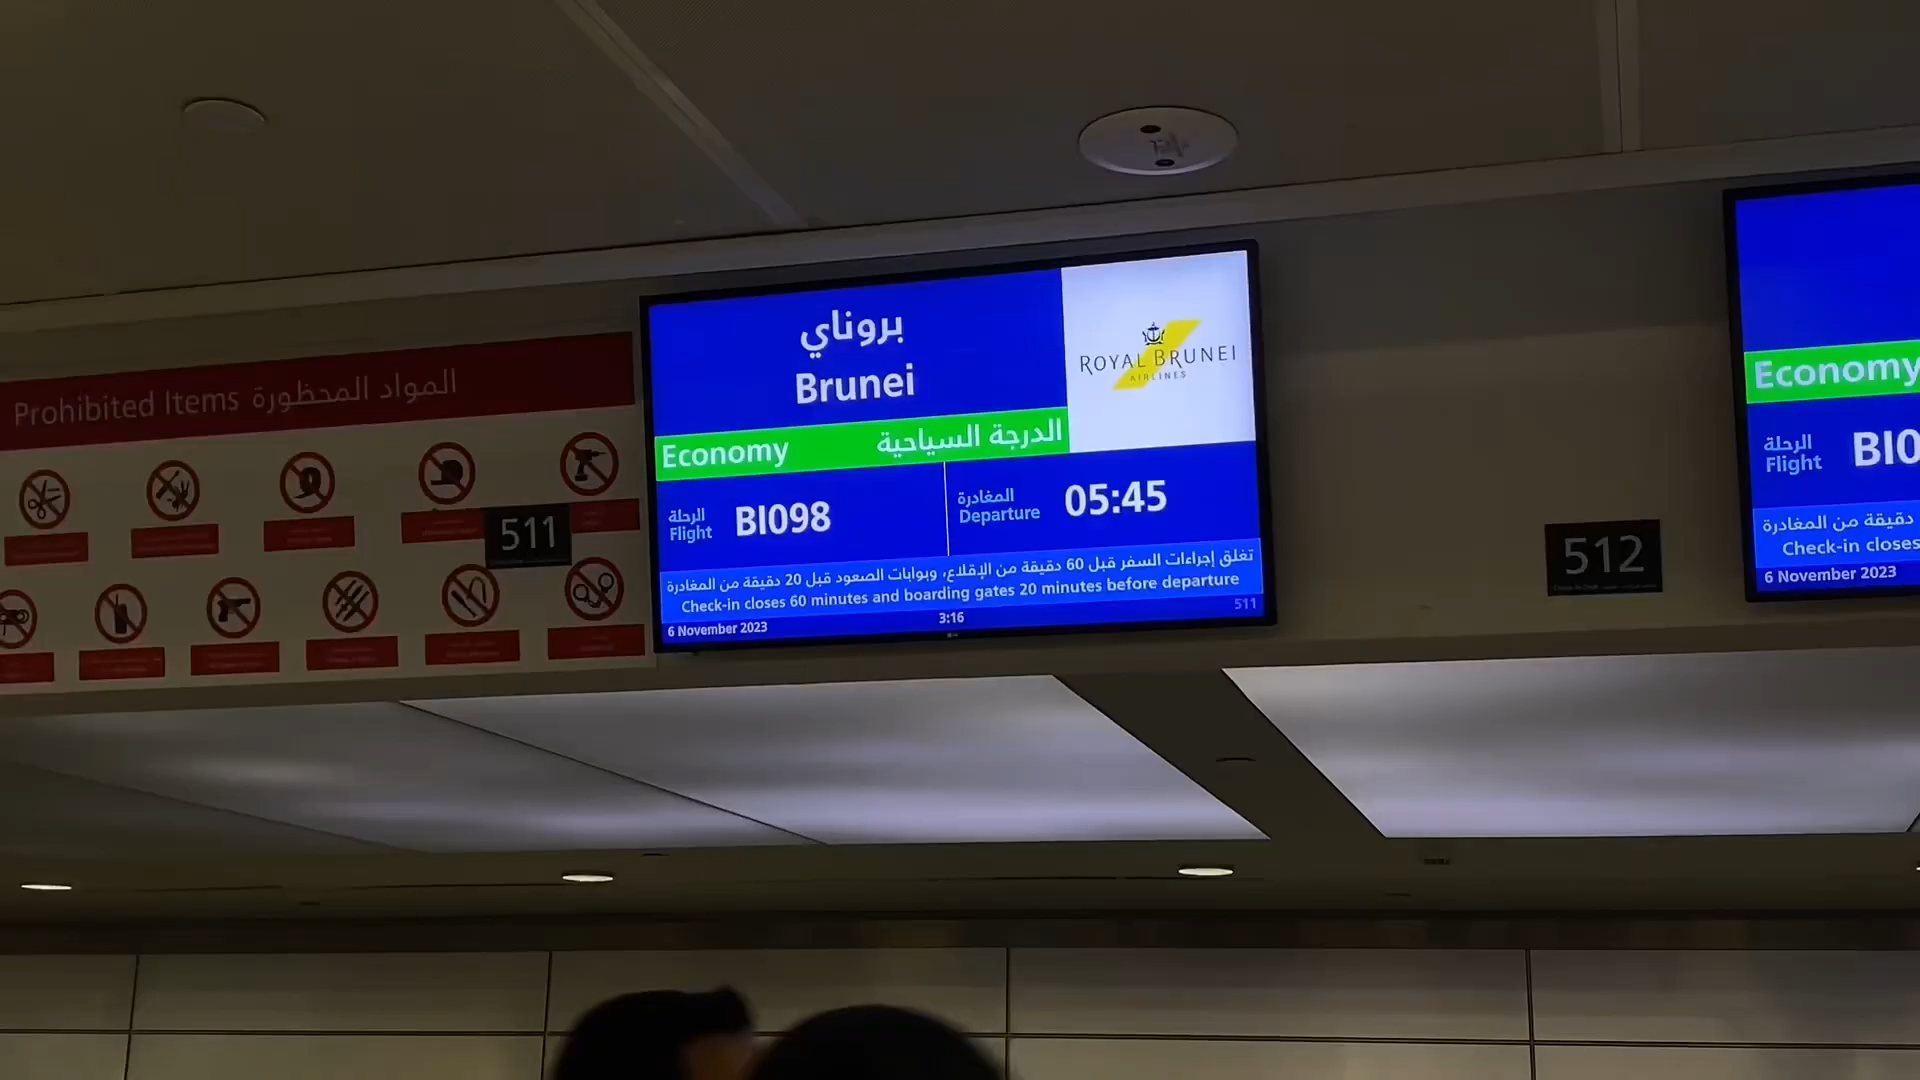 Prohibited Items المواد المحظورة
511
بروناي
Brunei
ROYAL BRUNEI
AIRLINES
Economy الدرجة السياحية
الرحلة
Flight BI098
المغادرة
Departure 05:45
تغلق إجراءات السفر قبل 60 دقيقة من الإقلاع، وبوابات الصعود قبل 20 دقيقة من المغادرة
Check-in closes 60 minutes and boarding gates 20 minutes before departure
6 November 2023 3:16 511
512
Economy
الرحلة
Flight BI0
دقيقة من المغادرة
Check-in closes
6 November 2023